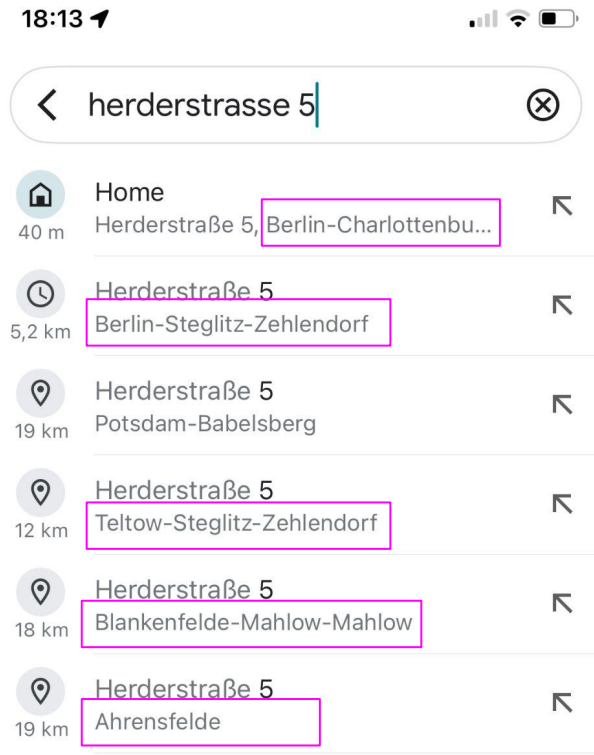 18:13
herderstrasse 5
Home
Herderstraße 5, Berlin-Charlottenbu...
40 m
Herderstraße 5
Berlin-Steglitz-Zehlendorf
5,2 km
Herderstraße 5
Potsdam-Babelsberg
19 km
Herderstraße 5
Teltow-Steglitz-Zehlendorf
12 km
Herderstraße 5
Blankenfelde-Mahlow-Mahlow
18 km
Herderstraße 5
Ahrensfelde
19 km